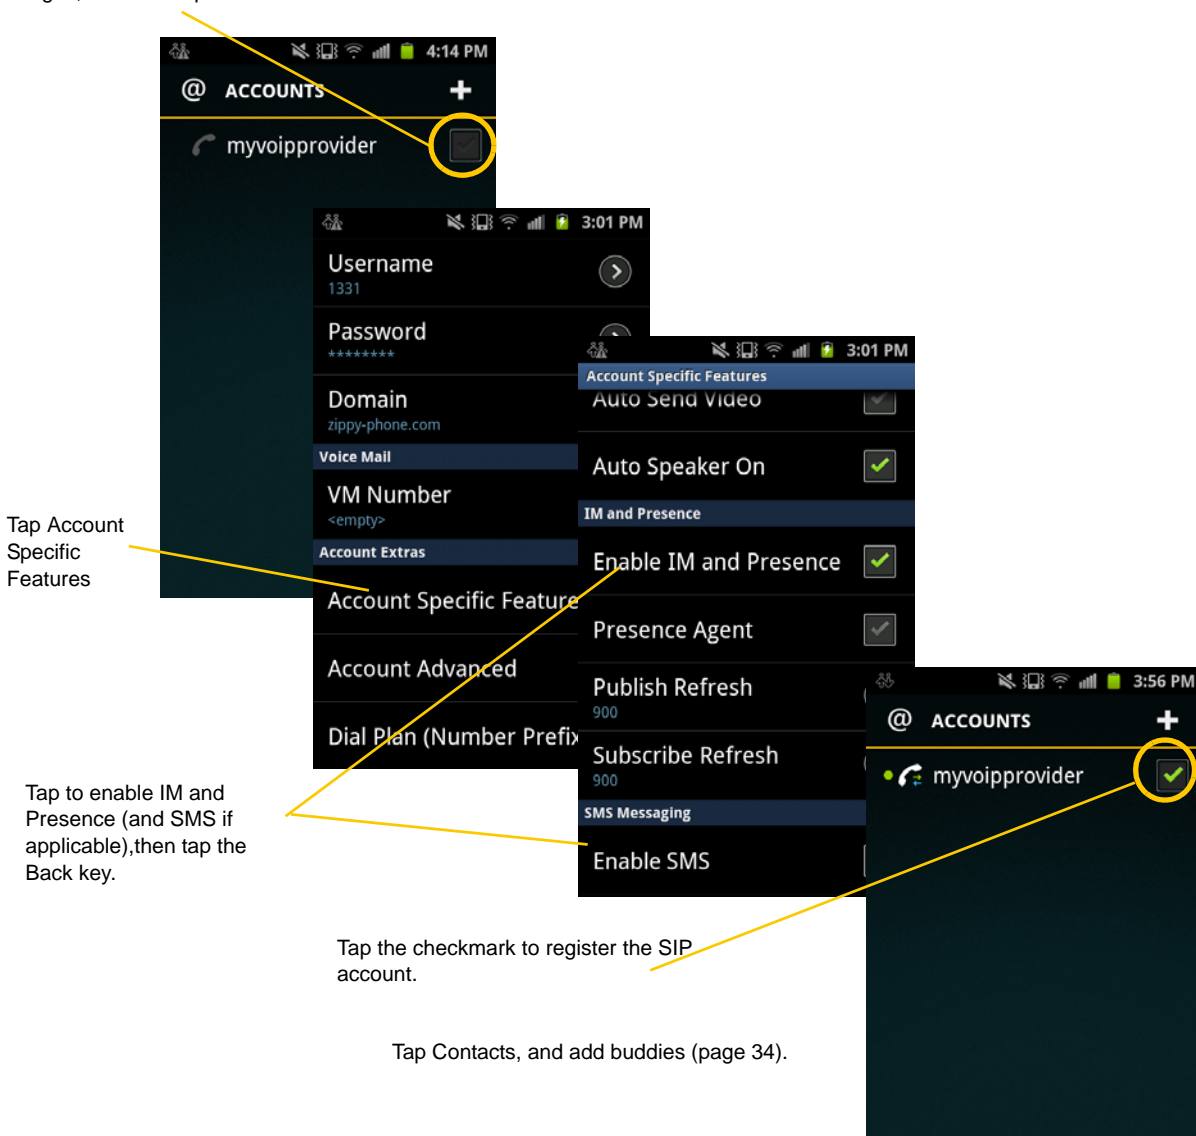 4:14 PM
@ ACCOUNTS +
myvoipprovider
3:01 PM
Username
1331
Password
********
Domain
zippy-phone.com
Voice Mail
VM Number
<empty>
Account Extras
Account Specific Feature
Account Advanced
Dial Plan (Number Prefix
Tap Account
Specific
Features
3:01 PM
Account Specific Features
Auto Send Video
Auto Speaker On
IM and Presence
Enable IM and Presence
Presence Agent
Publish Refresh
900
Subscribe Refresh
900
SMS Messaging
Enable SMS
Tap to enable IM and
Presence (and SMS if
applicable),then tap the
Back key.
3:56 PM
@ ACCOUNTS +
myvoipprovider
Tap the checkmark to register the SIP
account.
Tap Contacts, and add buddies (page 34).